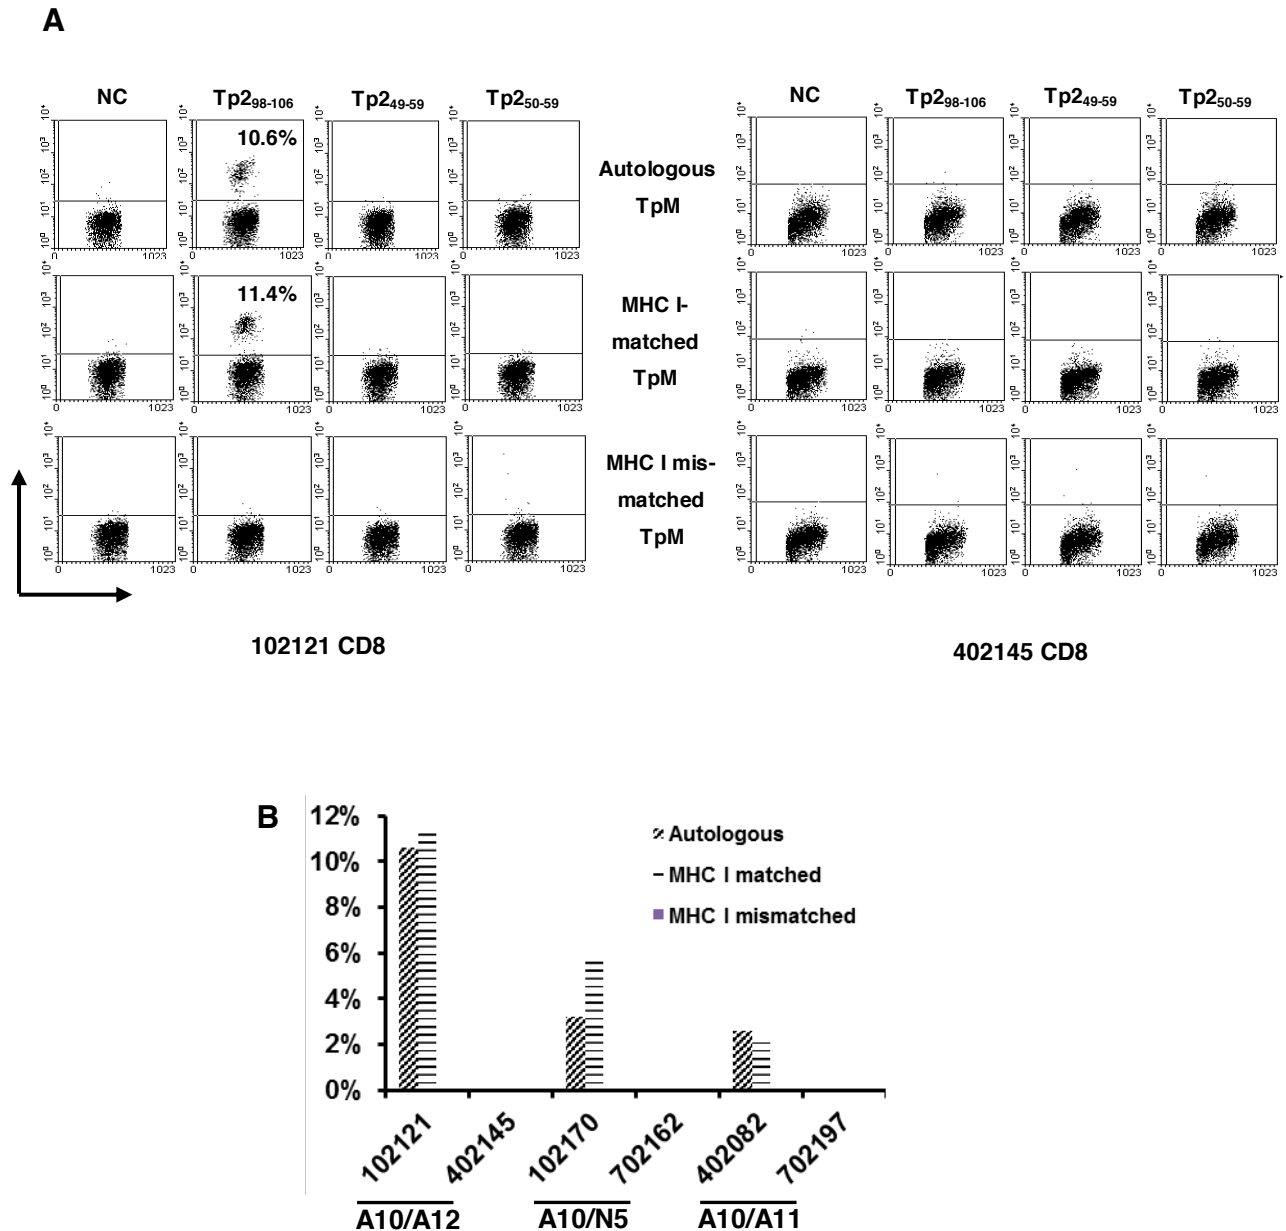 A
NC Tp2₉₈₋₁₀₆ Tp2₄₉₋₅₉ Tp2₅₀₋₅₉ NC Tp2₉₈₋₁₀₆ Tp2₄₉₋₅₉ Tp2₅₀₋₅₉
10.6%
Autologous
TpM
11.4%
MHC I-
matched
TpM
MHC I mis-
matched
TpM
0 1023
102121 CD8
402145 CD8
B
12%
10%
8%
6%
4%
2%
0%
Autologous
MHC I matched
MHC I mismatched
102121 402145 102170 702162 402082 702197
A10/A12 A10/N5 A10/A11